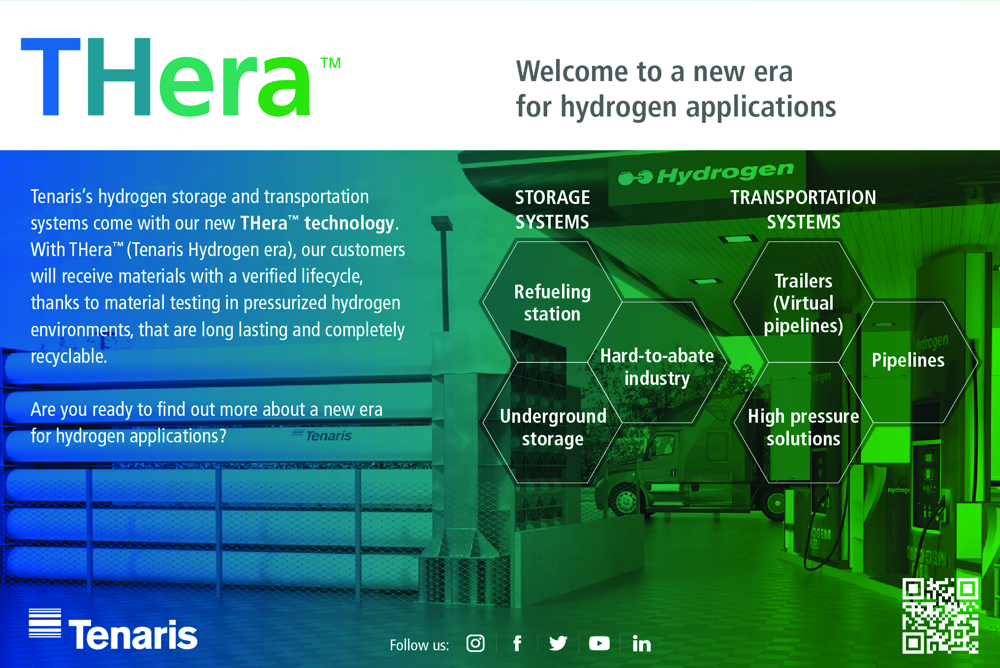 THera™
Welcome to a new era
for hydrogen applications
Tenaris’s hydrogen storage and transportation
systems come with our new THera™ technology.
With THera™ (Tenaris Hydrogen era), our customers
will receive materials with a verified lifecycle,
thanks to material testing in pressurized hydrogen
environments, that are long lasting and completely
recyclable.
Are you ready to find out more about a new era
for hydrogen applications?
Tenaris
Hydrogen
STORAGE
SYSTEMS
Refueling
station
Hard-to-abate
industry
Underground
storage
TRANSPORTATION
SYSTEMS
Trailers
(Virtual
pipelines)
Pipelines
High pressure
solutions
Hydrogen
Tenaris
Follow us: